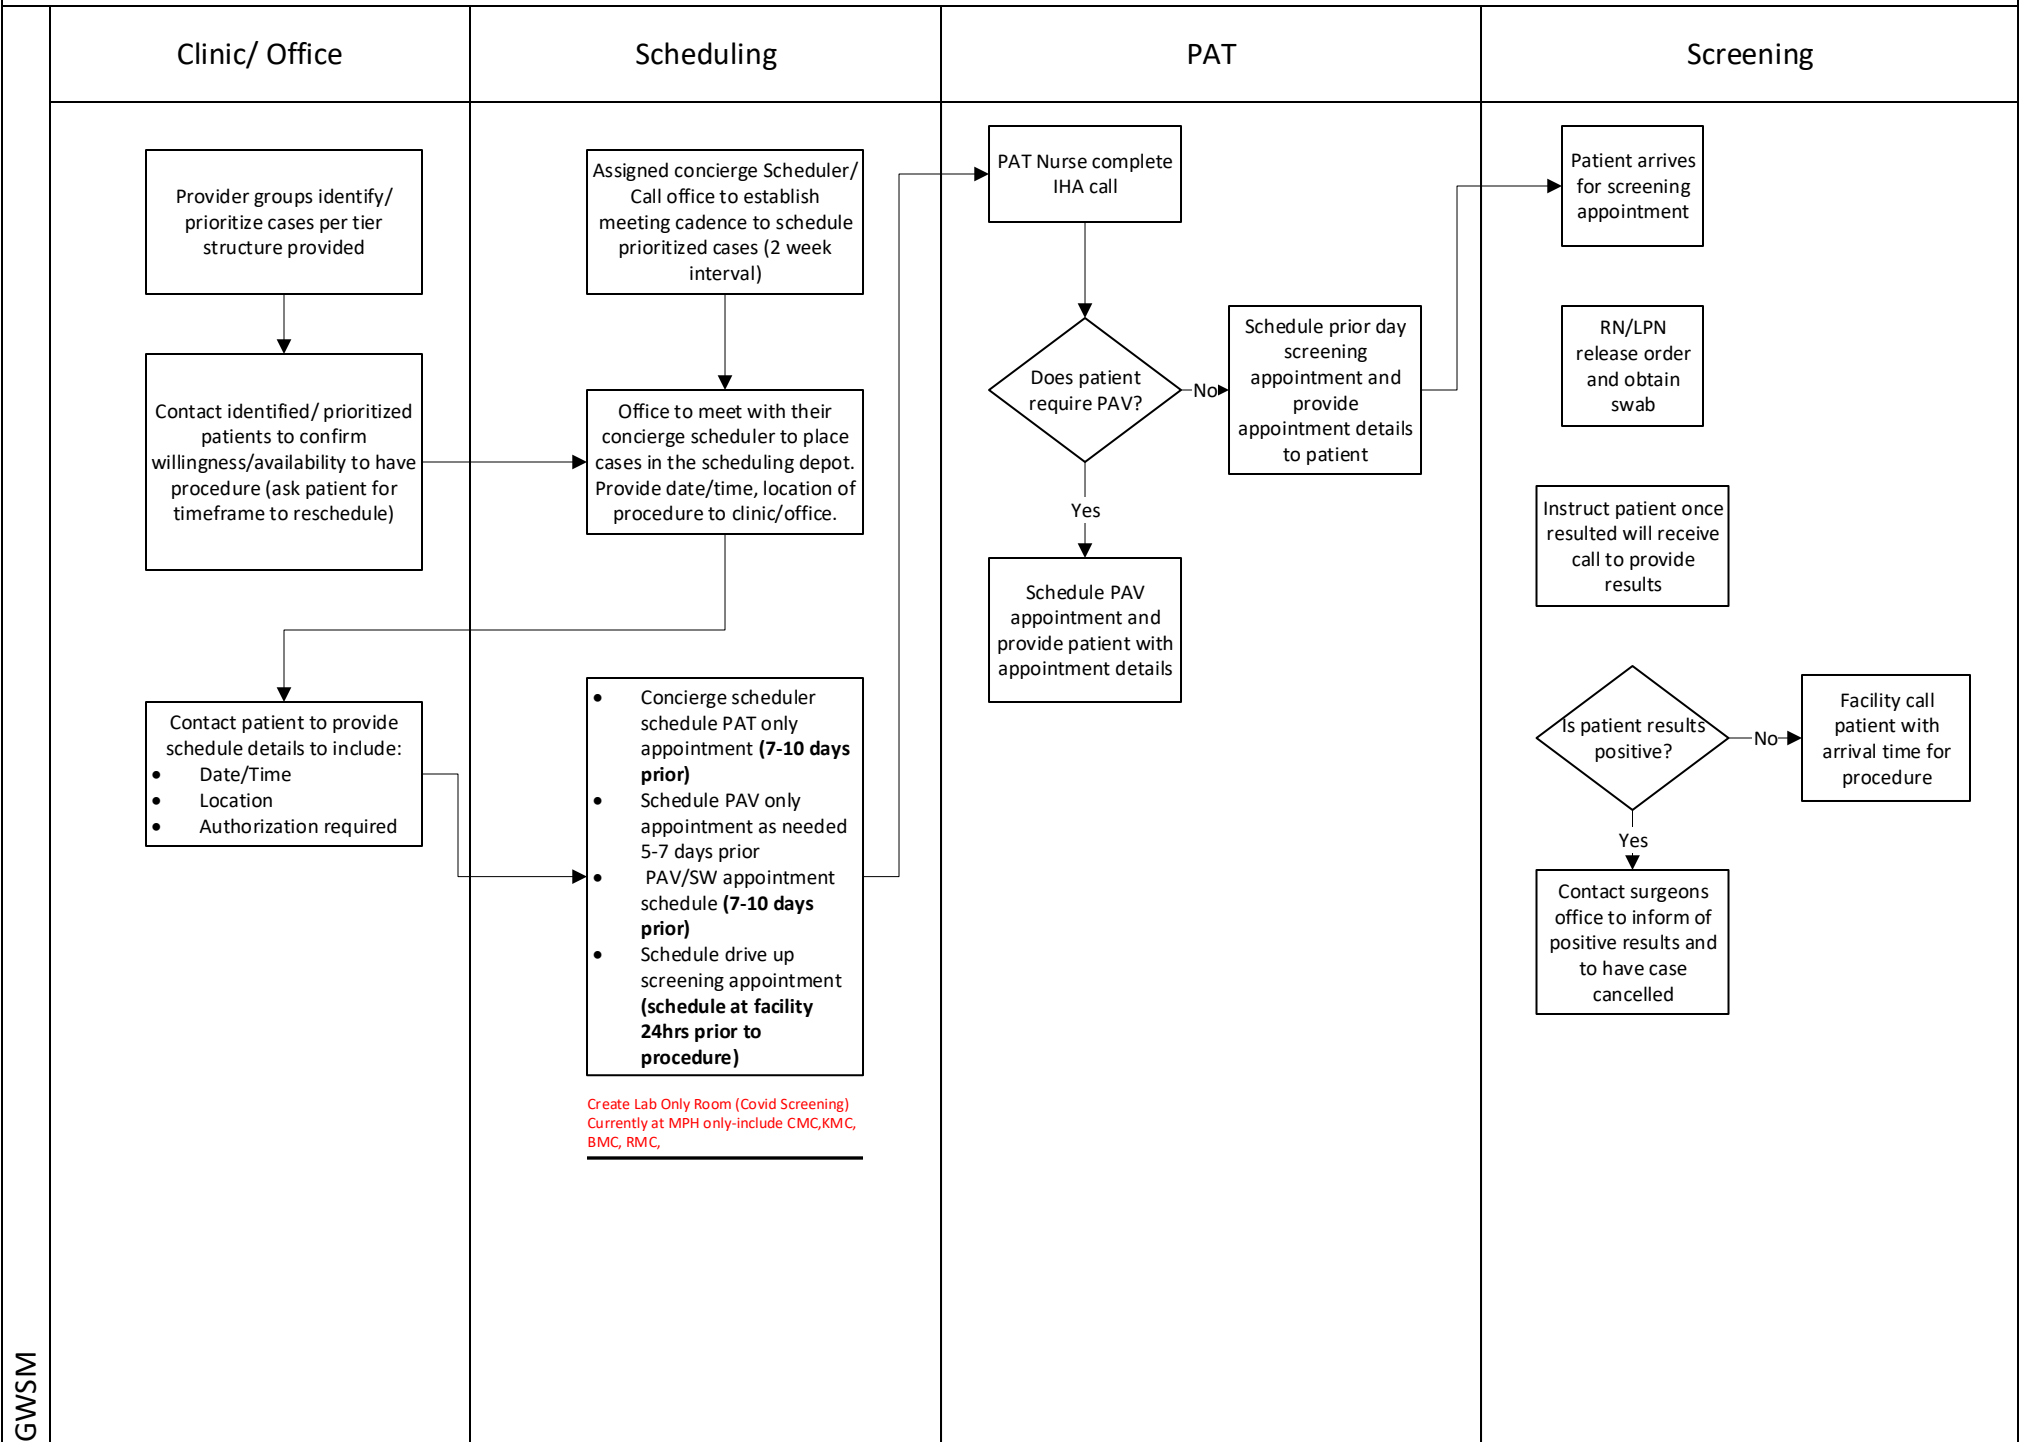 Clinic/ Office
Scheduling
PAT
Screening
Provider groups identify/
prioritize cases per tier
structure provided
Contact identified/ prioritized
patients to confirm
willingness/availability to have
procedure (ask patient for
timeframe to reschedule)
Contact patient to provide
schedule details to include:
• Date/Time
• Location
• Authorization required
Assigned concierge Scheduler/
Call office to establish
meeting cadence to schedule
prioritized cases (2 week
interval)
Office to meet with their
concierge scheduler to place
cases in the scheduling depot.
Provide date/time, location of
procedure to clinic/office.
• Concierge scheduler
schedule PAT only
appointment (7-10 days
prior)
• Schedule PAV only
appointment as needed
5-7 days prior
• PAV/SW appointment
schedule (7-10 days
prior)
• Schedule drive up
screening appointment
(schedule at facility
24hrs prior to
procedure)
Create Lab Only Room (Covid Screening)
Currently at MPH only-include CMC,KMC,
BMC, RMC,
PAT Nurse complete
IHA call
Does patient
require PAV?
No
Yes
Schedule prior day
screening
appointment and
provide
appointment details
to patient
Schedule PAV
appointment and
provide patient with
appointment details
Patient arrives
for screening
appointment
RN/LPN
release order
and obtain
swab
Instruct patient once
resulted will receive
call to provide
results
Is patient results
positive?
No
Yes
Facility call
patient with
arrival time for
procedure
Contact surgeons
office to inform of
positive results and
to have case
cancelled
GWSM